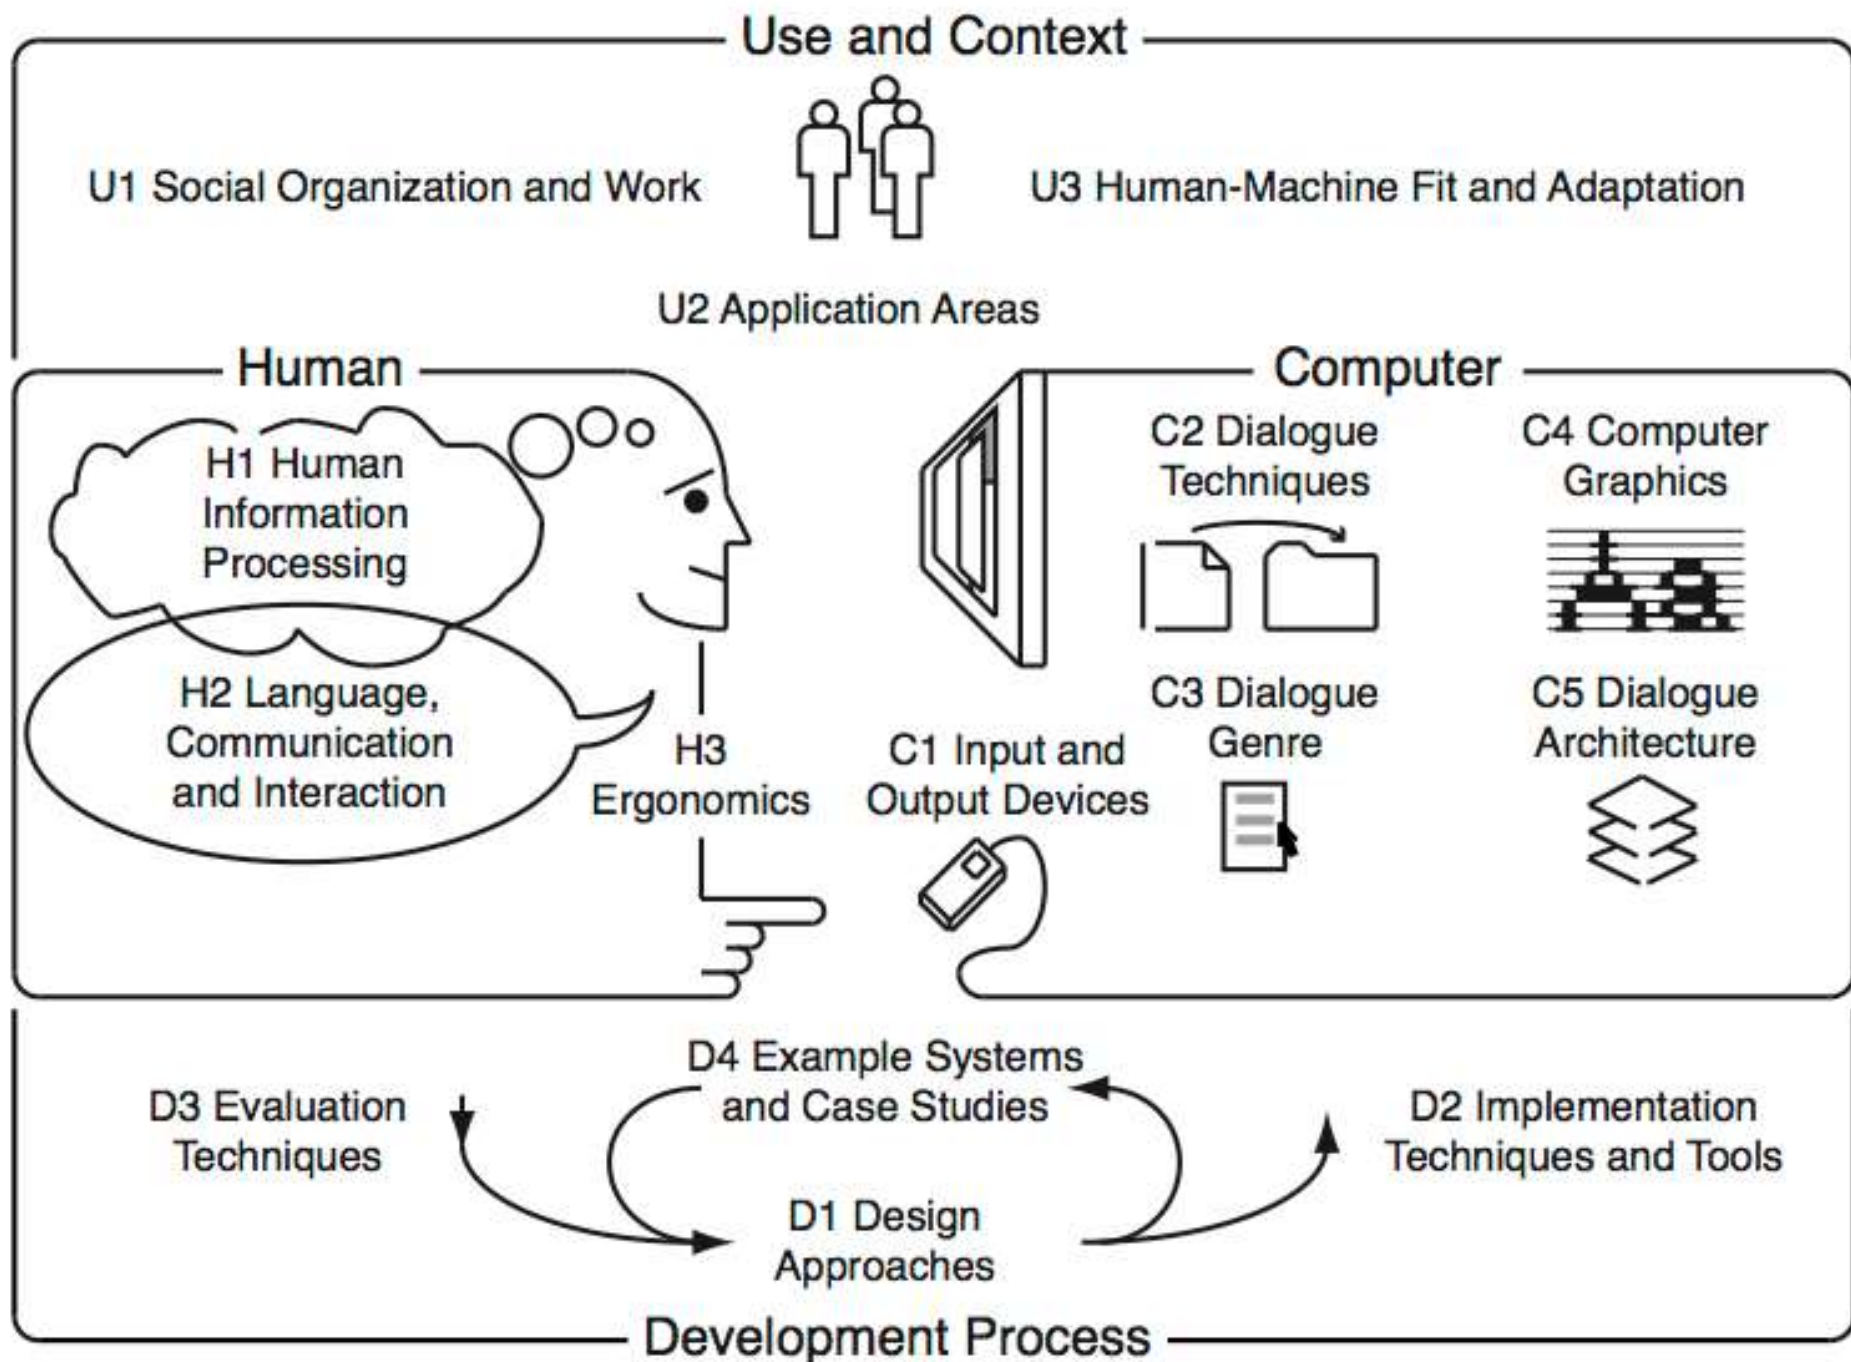 Use and Context
U1 Social Organization and Work
U3 Human-Machine Fit and Adaptation
U2 Application Areas
Human
H1 Human
Information
Processing
H2 Language,
Communication
and Interaction
H3
Ergonomics
Computer
C1 Input and
Output Devices
C2 Dialogue
Techniques
C4 Computer
Graphics
C3 Dialogue
Genre
C5 Dialogue
Architecture
D4 Example Systems
and Case Studies
D3 Evaluation
Techniques
D2 Implementation
Techniques and Tools
D1 Design
Approaches
Development Process